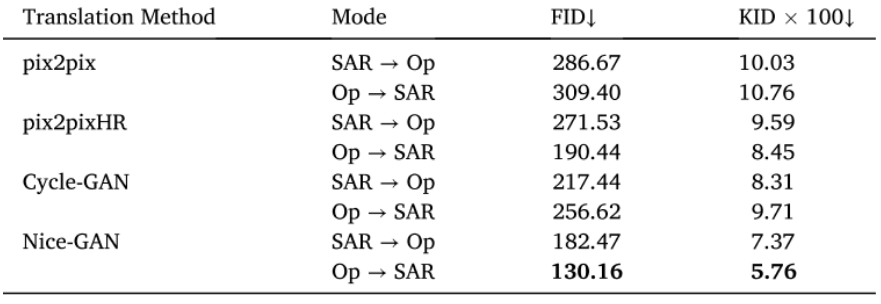 Translation Method Mode FID↓ KID × 100↓
pix2pix SAR → Op 286.67 10.03
Op → SAR 309.40 10.76
pix2pixHR SAR → Op 271.53 9.59
Op → SAR 190.44 8.45
Cycle-GAN SAR → Op 217.44 8.31
Op → SAR 256.62 9.71
Nice-GAN SAR → Op 182.47 7.37
Op → SAR 130.16 5.76